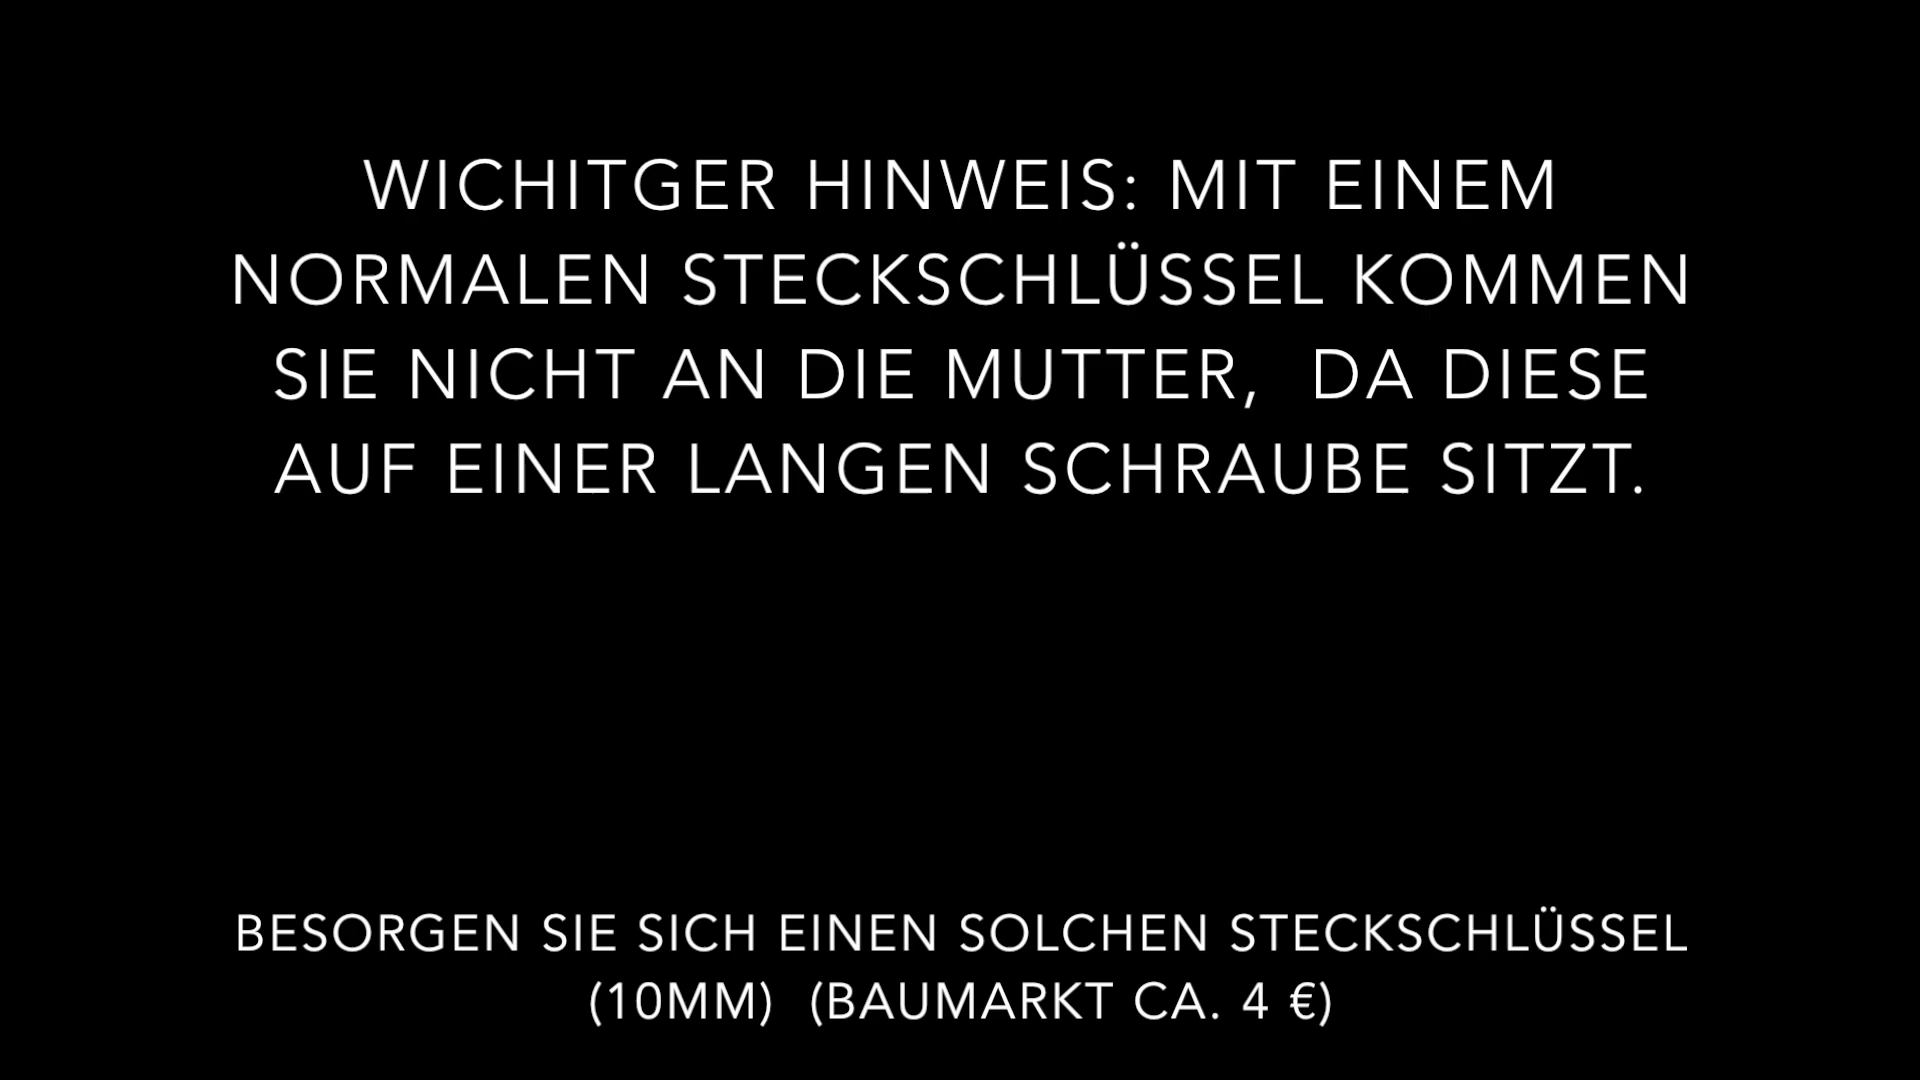 WICHITGER HINWEIS: MIT EINEM
NORMALEN STECKSCHLÜSSEL KOMMEN
SIE NICHT AN DIE MUTTER,  DA DIESE
AUF EINER LANGEN SCHRAUBE SITZT.
BESORGEN SIE SICH EINEN SOLCHEN STECKSCHLÜSSEL
(10MM)  (BAUMARKT CA. 4 €)